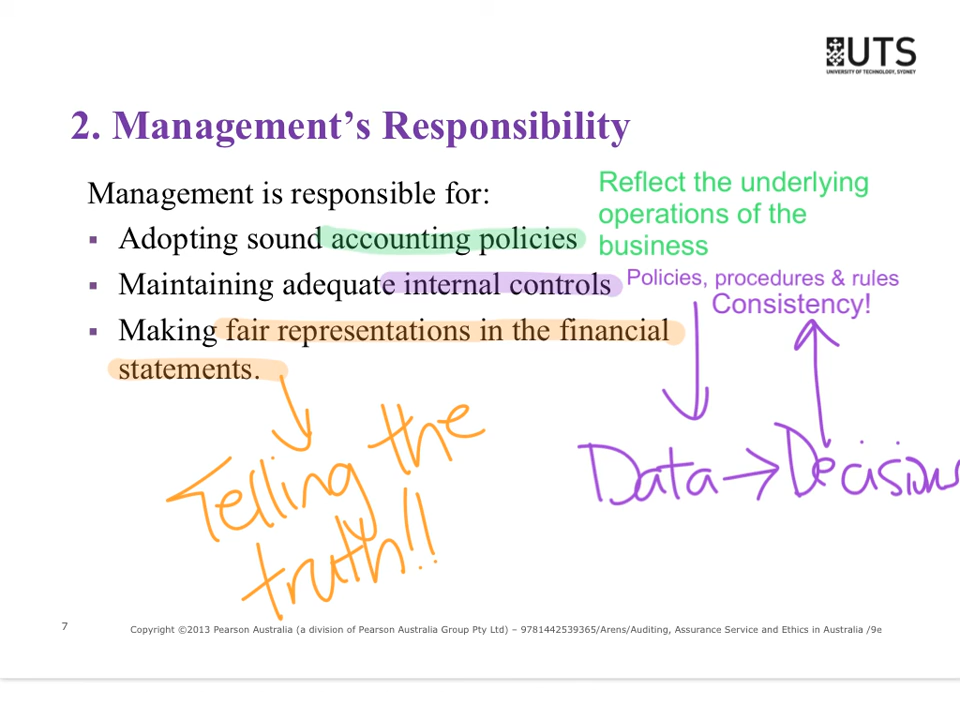 UTS
UNIVERSITY OF TECHNOLOGY, SYDNEY
2. Management’s Responsibility
Management is responsible for:
▪ Adopting sound accounting policies
Reflect the underlying
operations of the
business
▪ Maintaining adequate internal controls
Policies, procedures & rules
Consistency!
▪ Making fair representations in the financial
statements.
Telling the
truth!!
Data → Decisions
7
Copyright ©2013 Pearson Australia (a division of Pearson Australia Group Pty Ltd) – 9781442539365/Arens/Auditing, Assurance Service and Ethics in Australia /9e